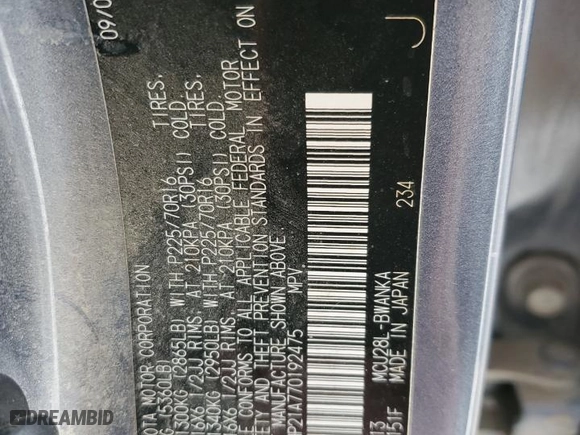 09/0
OTA MOTOR CORPORATION
KG (5360LB)
1300KG (2865LB) WITH P225/70R16 TIRES,
16X6 1/2JJ RIMS, AT 210KPA (30PSI) COLD.
1340KG (2950LB) WITH P225/70R16 TIRES,
16X6 1/2JJ RIMS, AT 210KPA (30PSI) COLD.
CONFORMS TO ALL APPLICABLE FEDERAL MOTOR
ETY AND THEFT PREVENTION STANDARDS IN EFFECT ON
MANUFACTURE SHOWN ABOVE.
P21A770192475 MPV
J
234
MCU28L-BWANKA
51F MADE IN JAPAN
DREAMBID